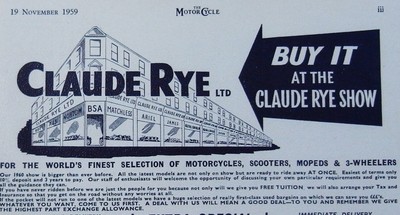 19 November 1959
THE
MOTOR CYCLE
iii
BUY IT
AT THE
CLAUDE RYE SHOW
CLAUDE RYE LTD
BSA
MATCHLESS
ARIEL
JAMES
FOR THE WORLD'S FINEST SELECTION OF MOTORCYCLES, SCOOTERS, MOPEDS & 3-WHEELERS
Our 1960 show is bigger than ever before. All the latest models are not only on show but are ready to ride away AT ONCE. Easiest of terms only
10% deposit and 3 years to pay. Our staff of enthusiasts will welcome the opportunity of discussing your own particular requirements and give you
all the guidance they can.
If you have never ridden before we are just the people for you because not only will we give you FREE TUITION we will also arrange your Tax and
Insurance so that you go on the road without any worries at all.
If the pocket will not run to one of the latest models we have a huge selection of really first-class used bargains on which we can save you £££'s.
WHATEVER YOU WANT, COME TO US FIRST. A DEAL WITH US WILL MEAN A GOOD DEAL—TO YOU AND REMEMBER WE GIVE
THE HIGHEST PART EXCHANGE ALLOWANCE.
IMMEDIATE DELIVERY